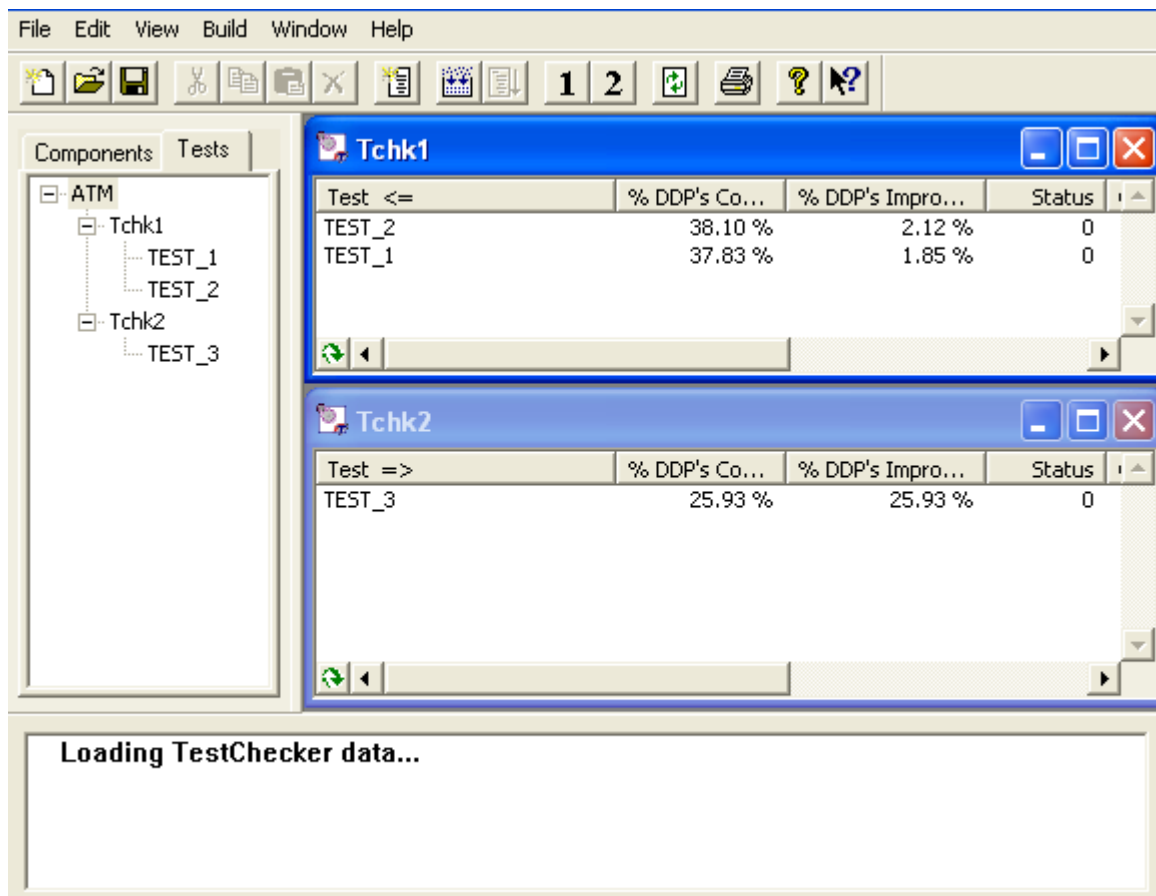 File Edit View Build Window Help
1 2
Components Tests
ATM
Tchk1
TEST_1
TEST_2
Tchk2
TEST_3
Tchk1
Test <= % DDP's Co... % DDP's Impro... Status
TEST_2 38.10 % 2.12 % 0
TEST_1 37.83 % 1.85 % 0
Tchk2
Test => % DDP's Co... % DDP's Impro... Status
TEST_3 25.93 % 25.93 % 0
Loading TestChecker data...